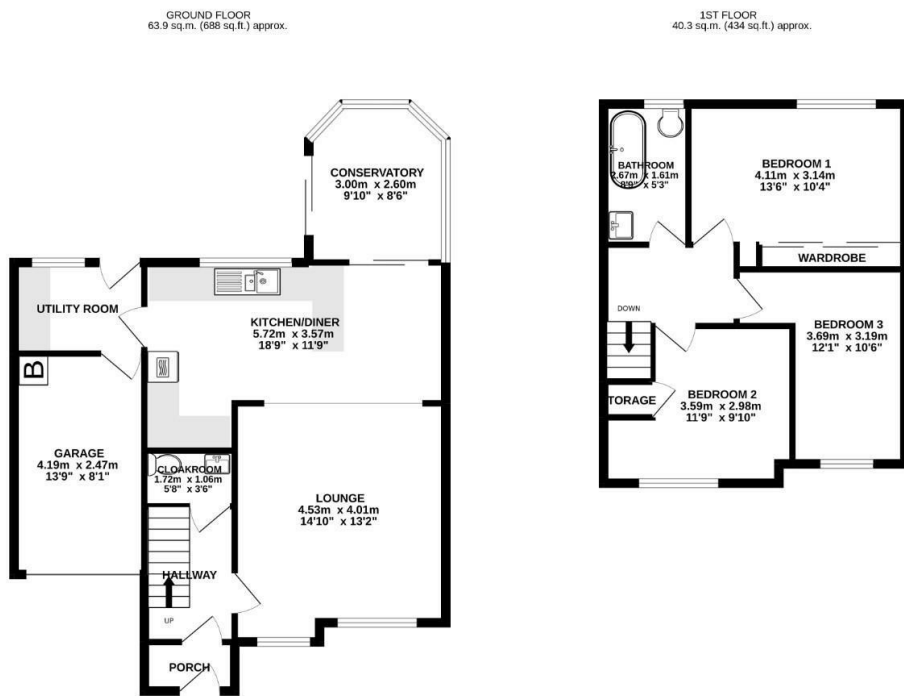 GROUND FLOOR
63.9 sq.m. (688 sq.ft.) approx.
1ST FLOOR
40.3 sq.m. (434 sq.ft.) approx.
CONSERVATORY
3.00m x 2.60m
9'10" x 8'6"
UTILITY ROOM
KITCHEN/DINER
5.72m x 3.57m
18'9" x 11'9"
B
GARAGE
4.19m x 2.47m
13'9" x 8'1"
CLOAKROOM
1.72m x 1.06m
5'8" x 3'6"
LOUNGE
4.53m x 4.01m
14'10" x 13'2"
HALLWAY
UP
PORCH
BATHROOM
2.67m x 1.61m
8'9" x 5'3"
BEDROOM 1
4.11m x 3.14m
13'6" x 10'4"
WARDROBE
DOWN
BEDROOM 3
3.69m x 3.19m
12'1" x 10'6"
TORAGE
BEDROOM 2
3.59m x 2.98m
11'9" x 9'10"